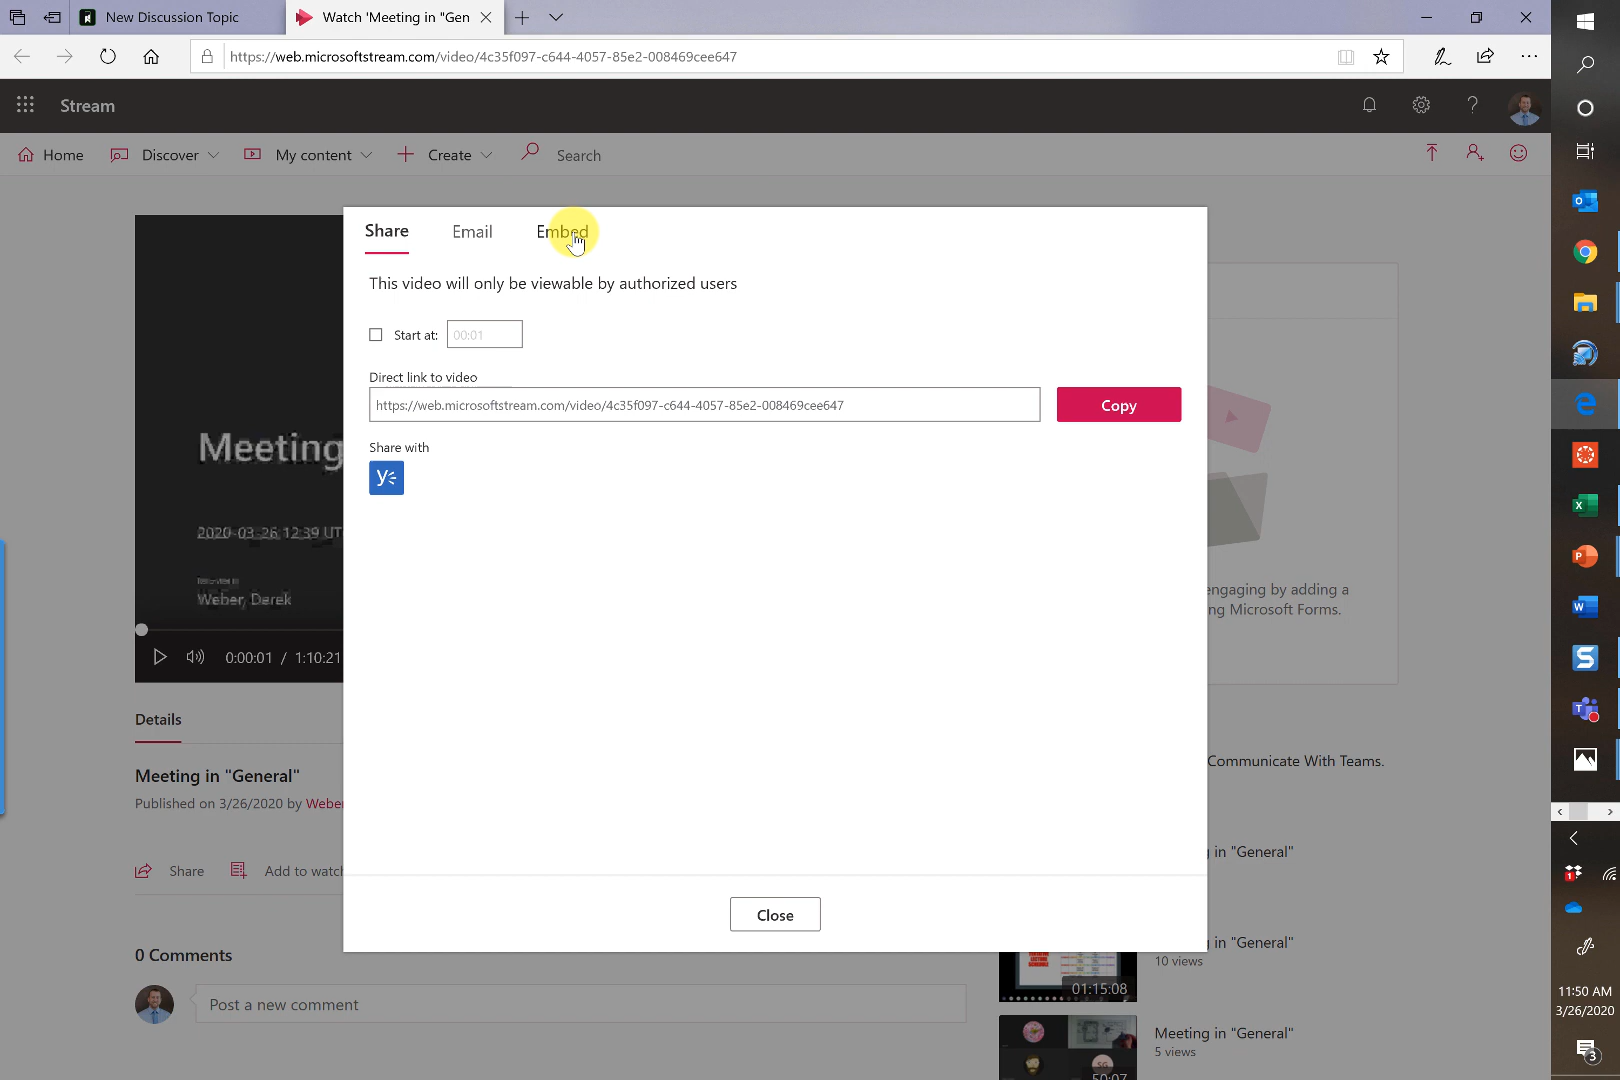 New Discussion Topic
Watch 'Meeting in "Gen
https://web.microsoftstream.com/video/4c35f097-c644-4057-85e2-008469cee647
Stream
Home
Discover
My content
Create
Search
Share
Email
Embed
This video will only be viewable by authorized users
Start at:
00:01
Direct link to video
https://web.microsoftstream.com/video/4c35f097-c644-4057-85e2-008469cee647
Copy
Share with
Close
Meeting
2020-03-26 12:39 UT
Weber, Derek
0:00:01 / 1:10:21
engaging by adding a
ng Microsoft Forms.
Details
Meeting in "General"
Published on 3/26/2020 by Weber
Share
Add to watch
0 Comments
Post a new comment
Communicate With Teams.
in "General"
in "General"
10 views
01:15:08
Meeting in "General"
5 views
50:07
11:50 AM
3/26/2020
3
1